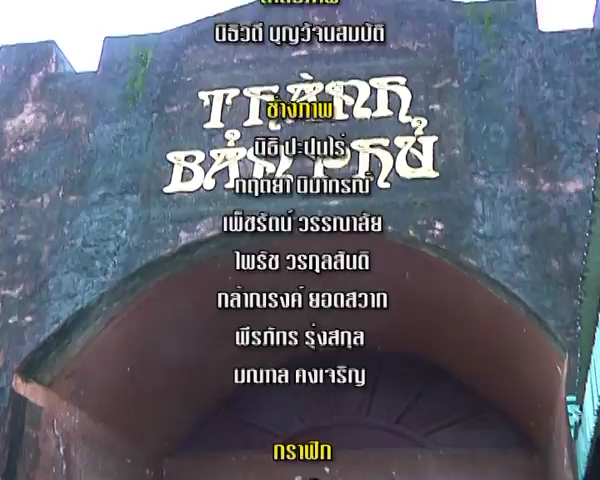 นิธิวดี บุญวัจนสมบัติ
THÀNH
ช่างภาพ
BẢN PHỦ
นิธิ ปะปุนไร่
กฤตยา นิมากรณ์
เพ็ชรัตน์ วรรณาลัย
ไพรัช วรกุลสันติ
กล้าณรงค์ ยอดสวาท
พีรภัทร รุ่งสกุล
มณฑล คงเจริญ
กราฟิก